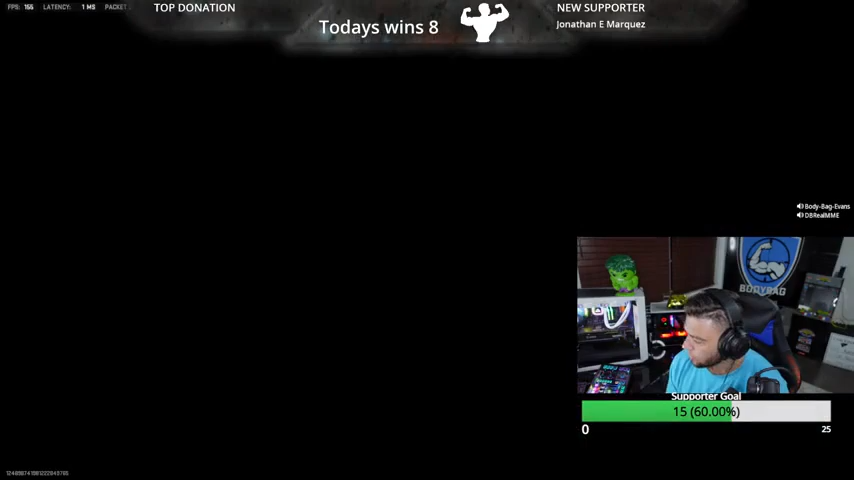 FPS: 155 LATENCY: 1 MS PACKET
TOP DONATION
Todays wins 8
NEW SUPPORTER
Jonathan E Marquez
Body-Bag-Evans
DBRealMME
BODYBAG
Supporter Goal
15 (60.00%)
0
25